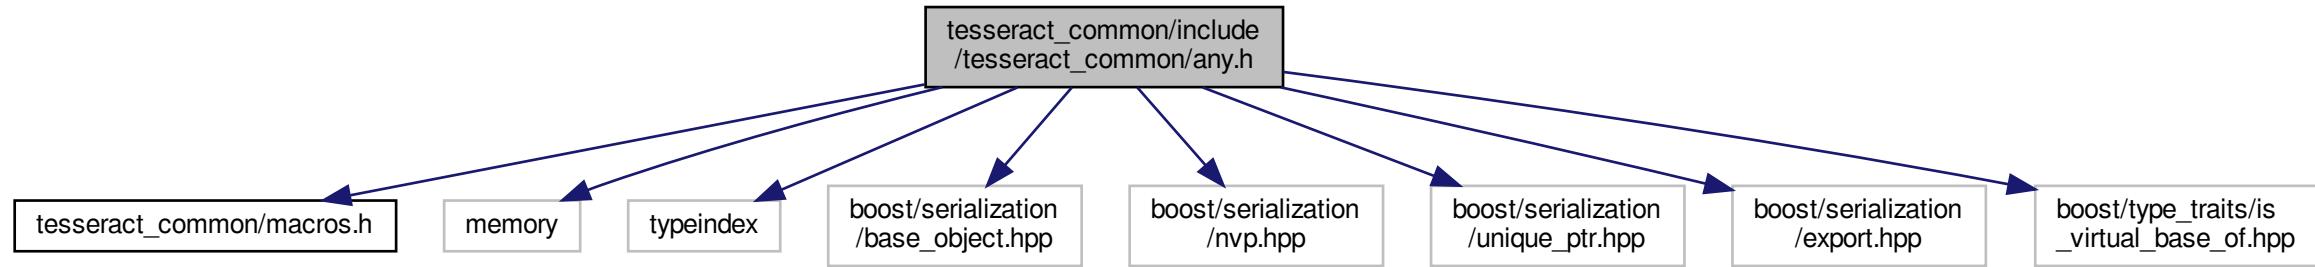 tesseract_common/include
/tesseract_common/any.h
tesseract_common/macros.h
memory
typeindex
boost/serialization
/base_object.hpp
boost/serialization
/nvp.hpp
boost/serialization
/unique_ptr.hpp
boost/serialization
/export.hpp
boost/type_traits/is
_virtual_base_of.hpp